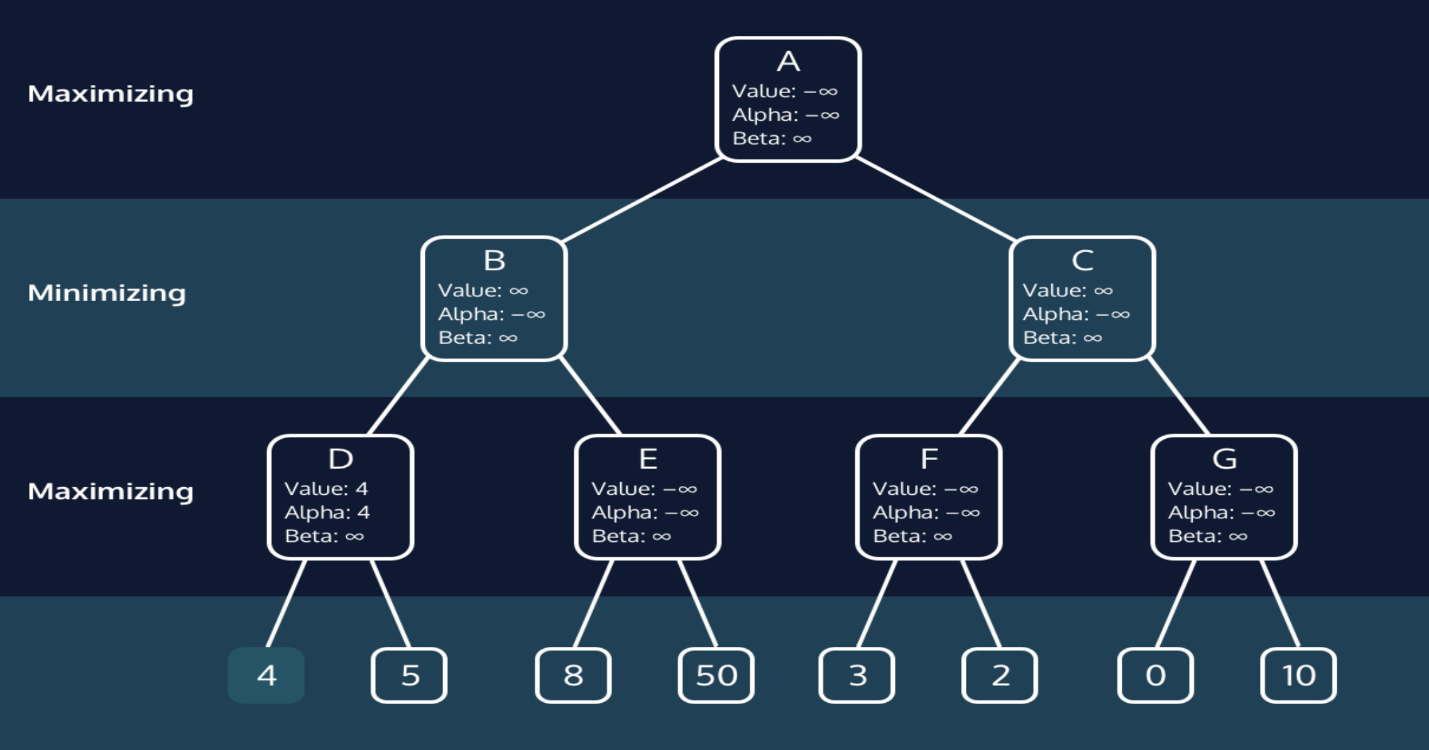 A
Maximizing
Value: −∞
Alpha: −∞
Beta: ∞
B
C
Minimizing
Value: ∞
Alpha: −∞
Beta: ∞
Value: ∞
Alpha: −∞
Beta: ∞
D
E
F
G
Maximizing
Value: 4
Alpha: 4
Beta: ∞
Value: −∞
Alpha: −∞
Beta: ∞
Value: −∞
Alpha: −∞
Beta: ∞
Value: −∞
Alpha: −∞
Beta: ∞
4
5
8
50
3
2
0
10